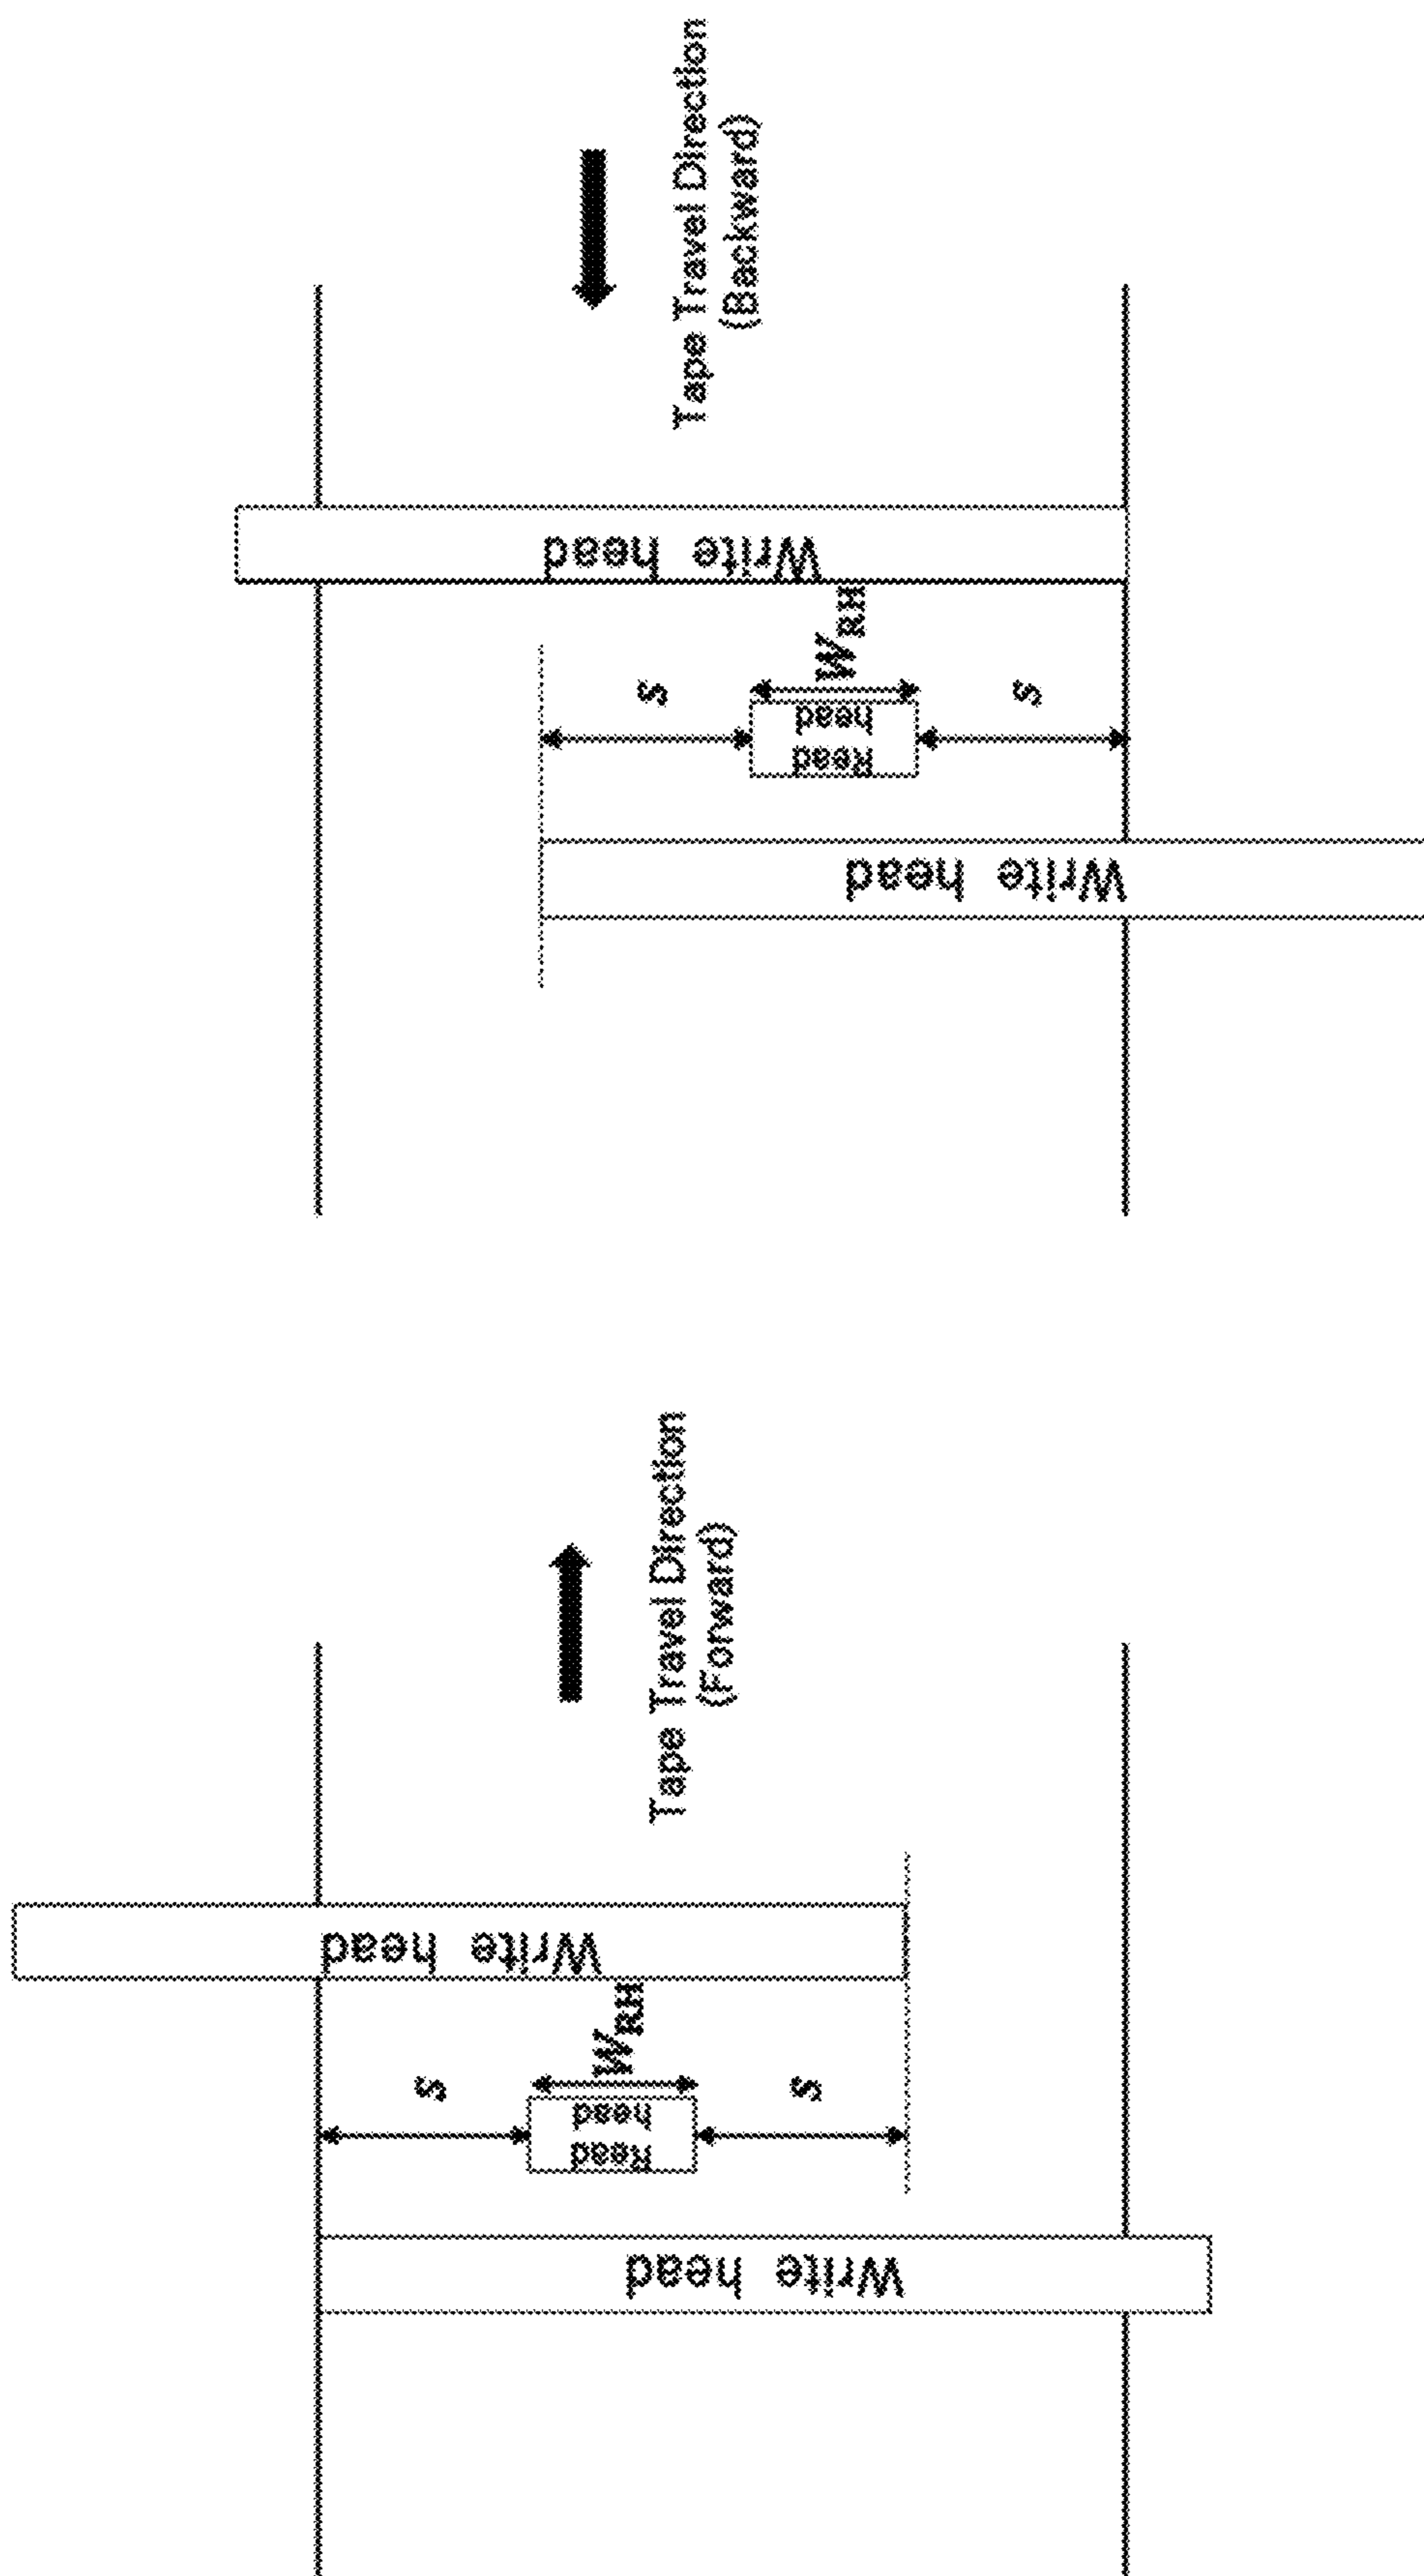 Write head
s
W_RH
Read
head
s
Write head
Tape Travel Direction
(Forward)
Write head
s
W_RH
Read
head
s
Write head
Tape Travel Direction
(Backward)